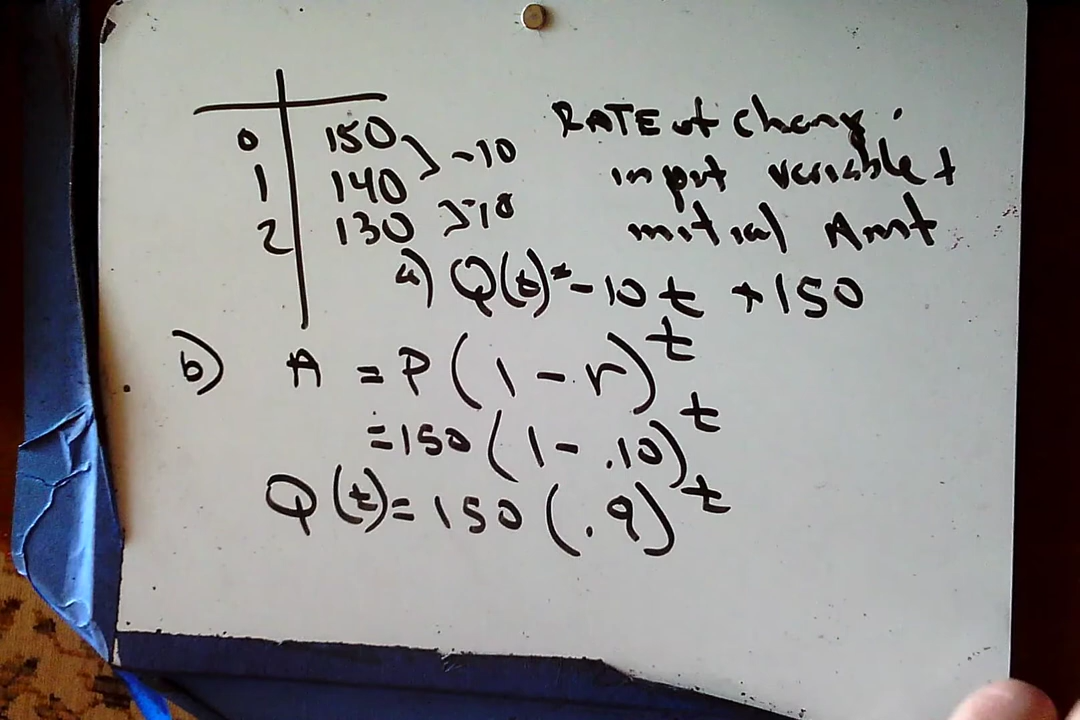 0 | 150 > -10 RATE of Chang.
1 | 140 input variable t
2 | 130 > -10 initial Amt
a) Q(t) = -10t + 150
b) A = P(1 - r)^t
= 150(1 - .10)^t
Q(t) = 150(.9)^t